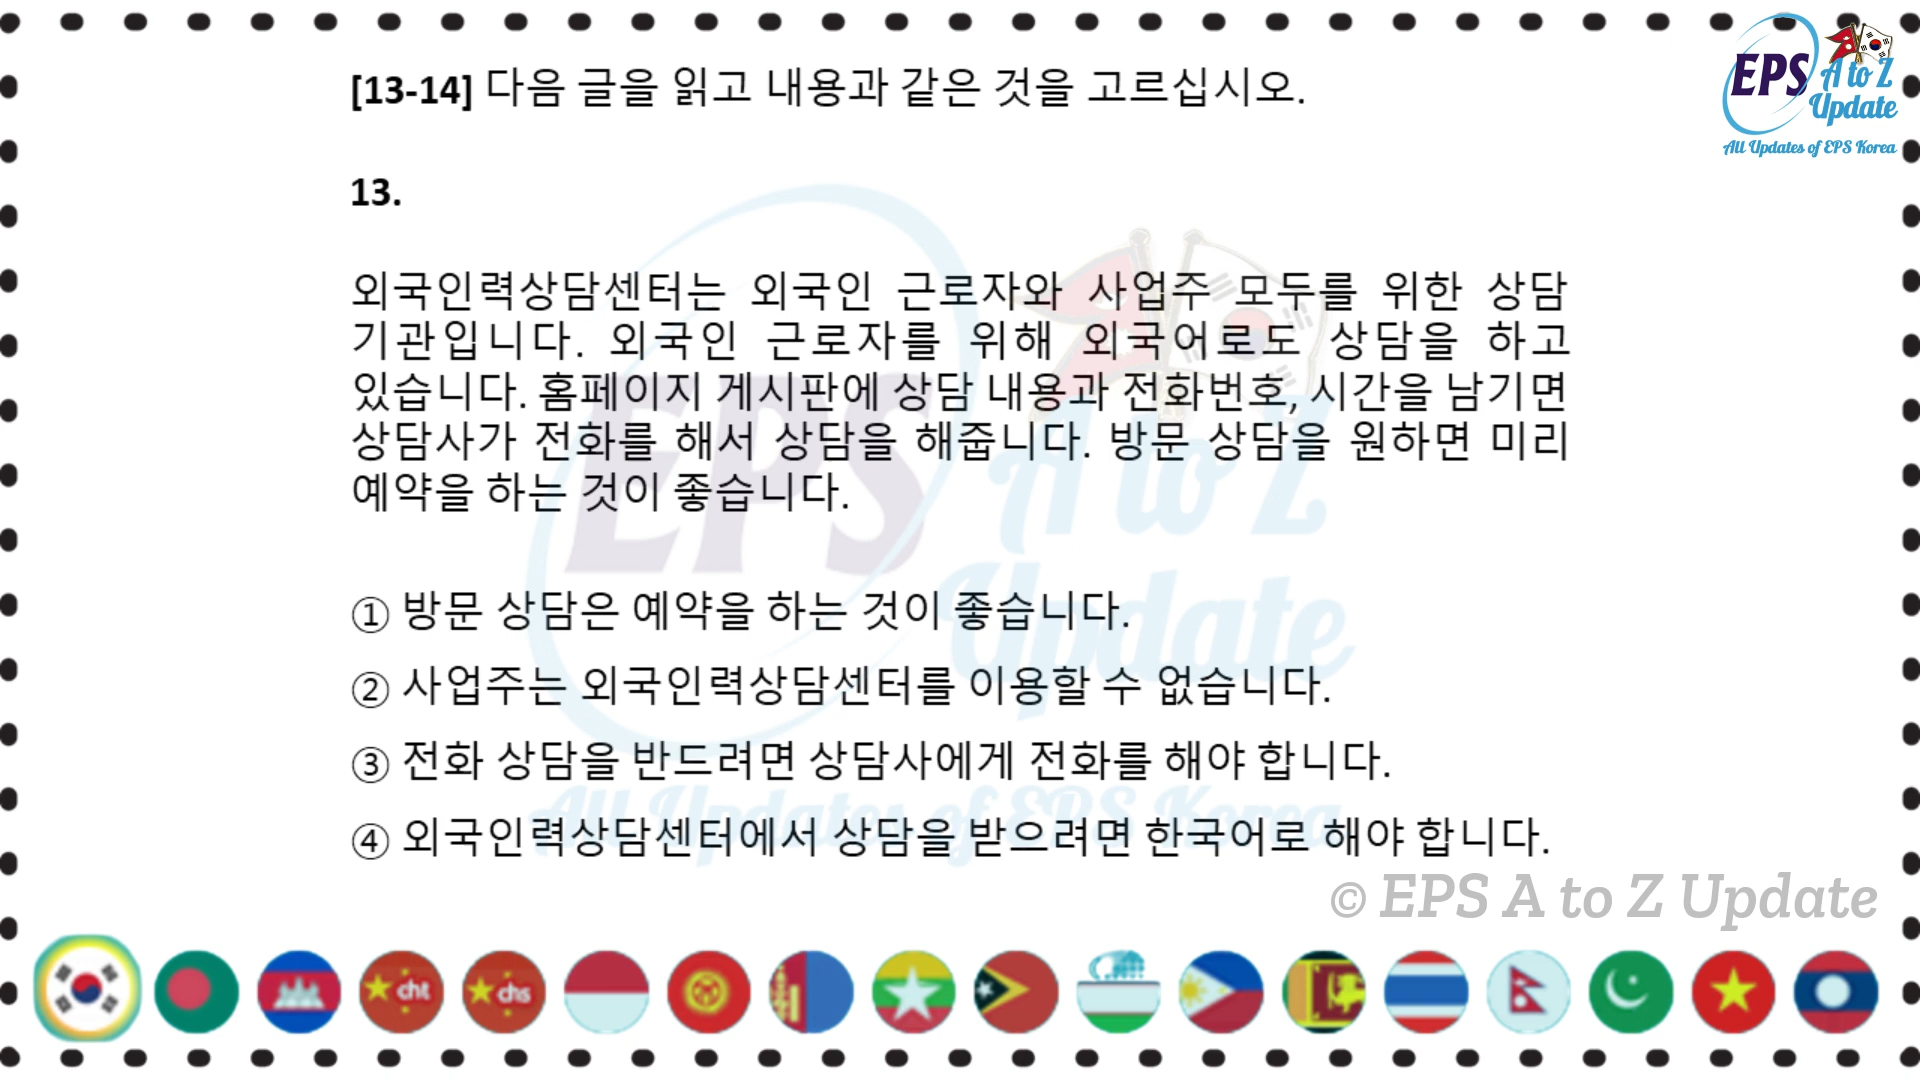 EPS A to Z
Update
All Updates of EPS Korea
[13-14] 다음 글을 읽고 내용과 같은 것을 고르십시오.
13.
외국인력상담센터는 외국인 근로자와 사업주 모두를 위한 상담
기관입니다. 외국인 근로자를 위해 외국어로도 상담을 하고
있습니다. 홈페이지 게시판에 상담 내용과 전화번호, 시간을 남기면
상담사가 전화를 해서 상담을 해줍니다. 방문 상담을 원하면 미리
예약을 하는 것이 좋습니다.
EPS A to Z
Update
All Updates of EPS Korea
① 방문 상담은 예약을 하는 것이 좋습니다.
② 사업주는 외국인력상담센터를 이용할 수 없습니다.
③ 전화 상담을 반드려면 상담사에게 전화를 해야 합니다.
④ 외국인력상담센터에서 상담을 받으려면 한국어로 해야 합니다.
© EPS A to Z Update
cht
chs